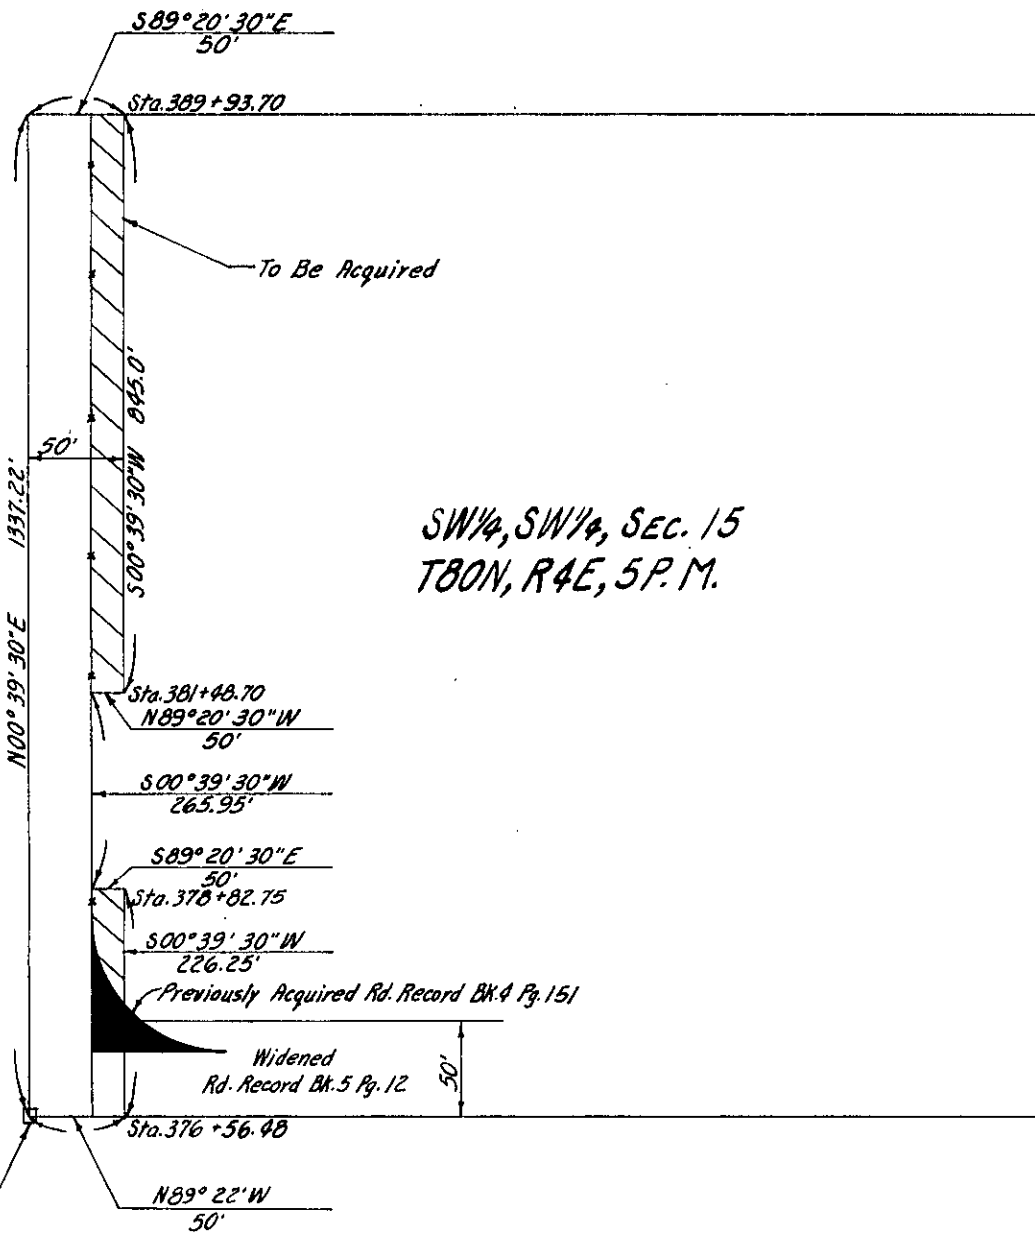 S89°20'30"E
50'
Sta.389+93.70
To Be Acquired
50'
S00°39'30"W 845.0'
N00°39'30"E 1337.22'
SW1/4, SW1/4, SEC. 15
T80N, R4E, 5P.M.
Sta.381+48.70
N89°20'30"W
50'
S00°39'30"W
265.95'
S89°20'30"E
50'
Sta.378+82.75
S00°39'30"W
226.25'
Previously Acquired Rd. Record BK.4 Pg.151
Widened
Rd. Record BK.5 Pg.12
50'
Sta.376+56.48
N89°22'W
50'